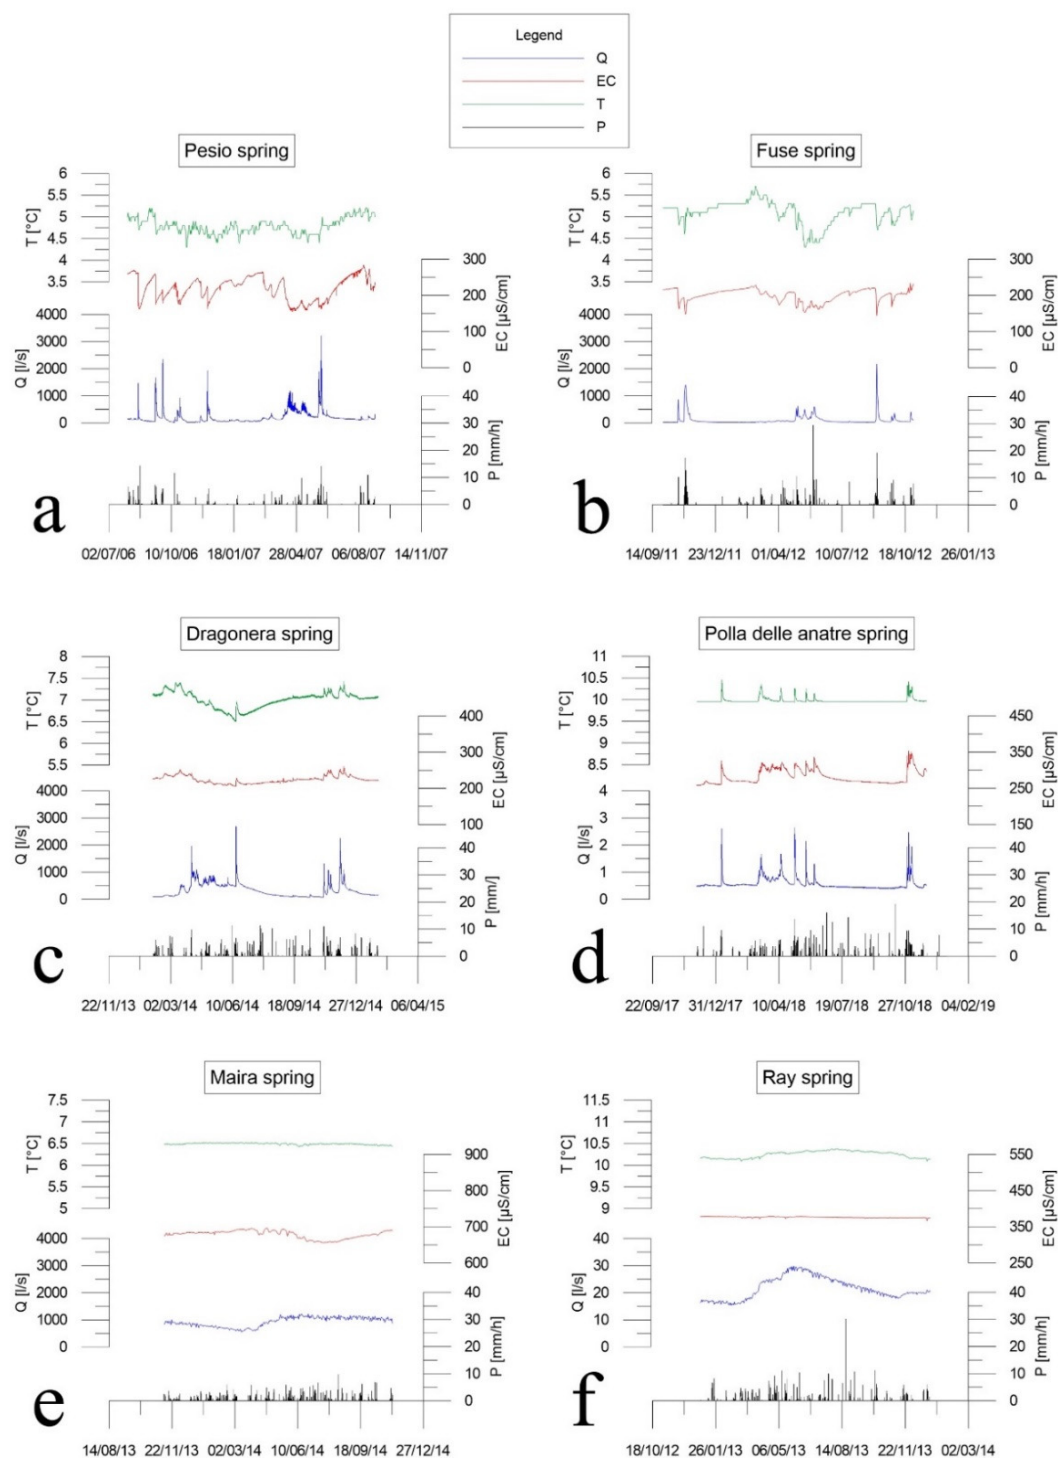 Legend
Q
EC
T
P
Pesio spring
T [°C]
6
5.5
5
4.5
4
3.5
EC [µS/cm]
300
200
100
0
Q [l/s]
4000
3000
2000
1000
0
P [mm/h]
40
30
20
10
0
a
02/07/06 10/10/06 18/01/07 28/04/07 06/08/07 14/11/07
Fuse spring
T [°C]
6
5.5
5
4.5
4
3.5
EC [µS/cm]
300
200
100
0
Q [l/s]
4000
3000
2000
1000
0
P [mm/h]
40
30
20
10
0
b
14/09/11 23/12/11 01/04/12 10/07/12 18/10/12 26/01/13
Dragonera spring
T [°C]
8
7.5
7
6.5
6
5.5
EC [µS/cm]
400
300
200
100
Q [l/s]
4000
3000
2000
1000
0
P [mm/]
40
30
20
10
0
c
22/11/13 02/03/14 10/06/14 18/09/14 27/12/14 06/04/15
Polla delle anatre spring
T [°C]
11
10.5
10
9.5
9
8.5
EC [µS/cm]
450
350
250
150
Q [l/s]
4
3
2
1
0
P [mm/h]
40
30
20
10
0
d
22/09/17 31/12/17 10/04/18 19/07/18 27/10/18 04/02/19
Maira spring
T [°C]
7.5
7
6.5
6
5.5
5
EC [µS/cm]
900
800
700
600
Q [l/s]
4000
3000
2000
1000
0
P [mm/h]
40
30
20
10
0
e
14/08/13 22/11/13 02/03/14 10/06/14 18/09/14 27/12/14
Ray spring
T [°C]
11.5
11
10.5
10
9.5
9
EC [µS/cm]
550
450
350
250
Q [l/s]
40
30
20
10
0
P [mm/h]
40
30
20
10
0
f
18/10/12 26/01/13 06/05/13 14/08/13 22/11/13 02/03/14